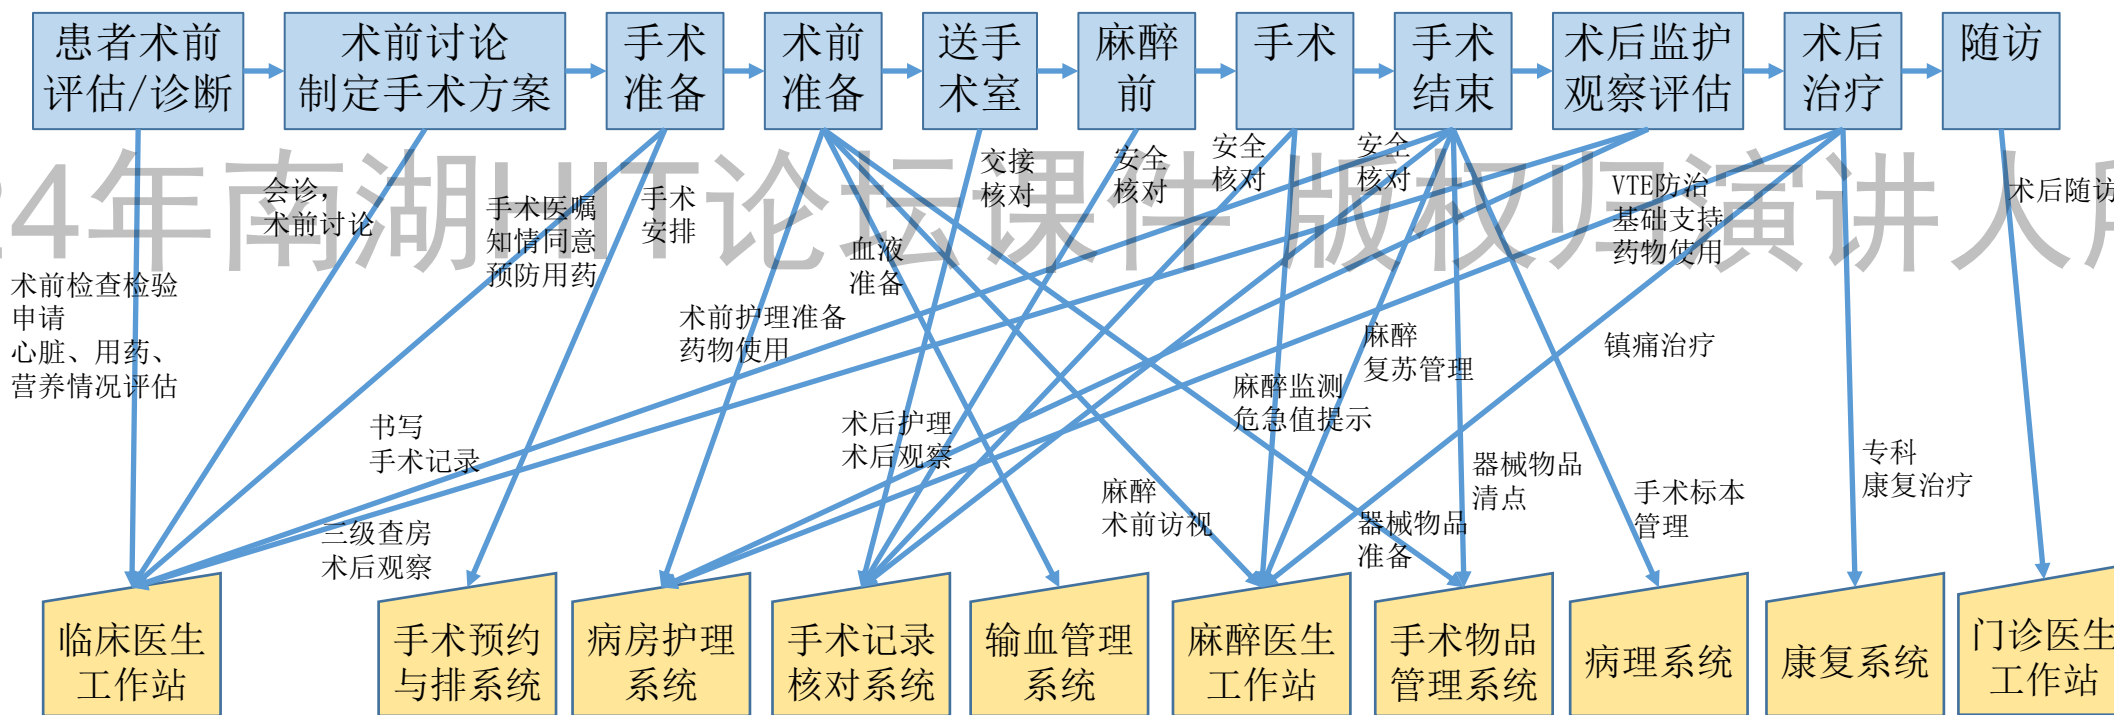 患者术前
评估/诊断
术前讨论
制定手术方案
手术
准备
术前
准备
送手
术室
麻醉
前
手术
手术
结束
术后监护
观察评估
术后
治疗
随访
24年南湖HIT论坛课件 版权归演讲人所
会诊，
术前讨论
手术医嘱
知情同意
预防用药
手术
安排
血液
准备
交接
核对
安全
核对
安全
核对
安全
核对
VTE防治
基础支持
药物使用
术后随访
术前检查检验
申请
心脏、用药、
营养情况评估
术前护理准备
药物使用
麻醉
复苏管理
镇痛治疗
麻醉监测
危急值提示
书写
手术记录
术后护理
术后观察
器械物品
清点
专科
康复治疗
三级查房
术后观察
麻醉
术前访视
器械物品
准备
手术标本
管理
临床医生
工作站
手术预约
与排系统
病房护理
系统
手术记录
核对系统
输血管理
系统
麻醉医生
工作站
手术物品
管理系统
病理系统
康复系统
门诊医生
工作站